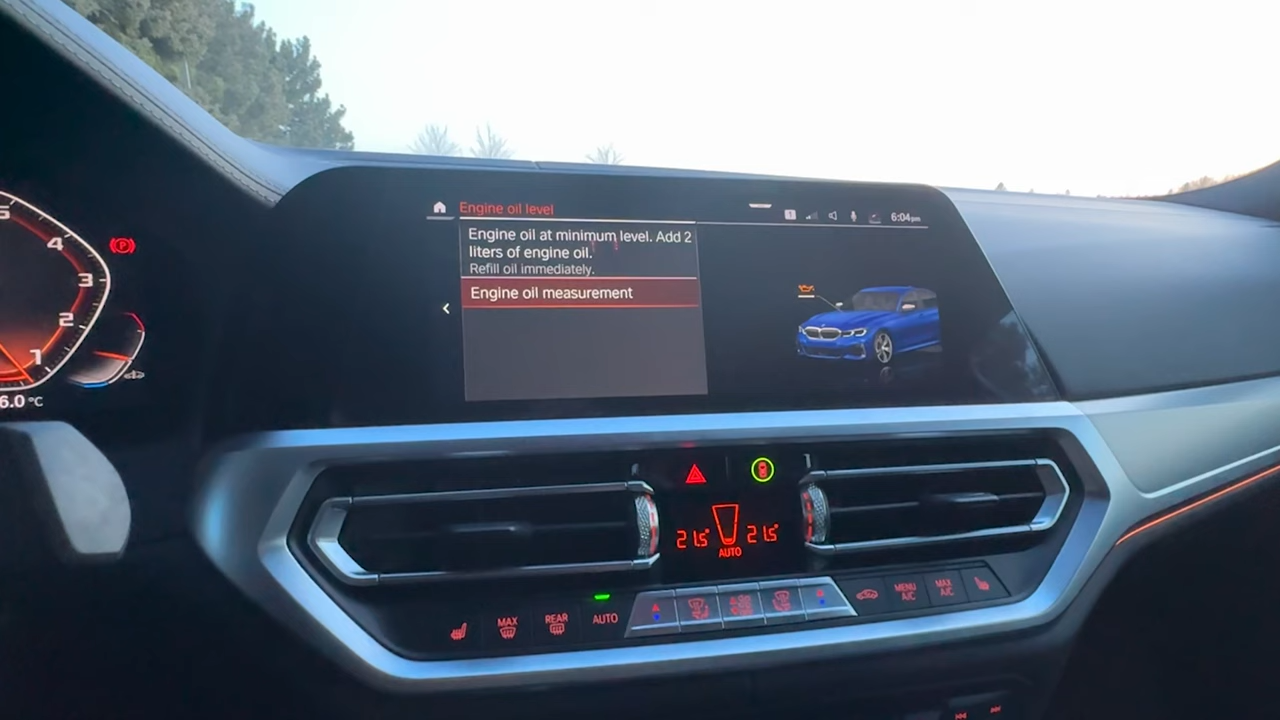 Engine oil level
6:04pm
Engine oil at minimum level. Add 2
liters of engine oil.
Refill oil immediately.
Engine oil measurement
5
4
3
2
1
6.0 °C
21.5° 21.5°
AUTO
MAX
REAR
AUTO
MENU
A/C
MAX
A/C